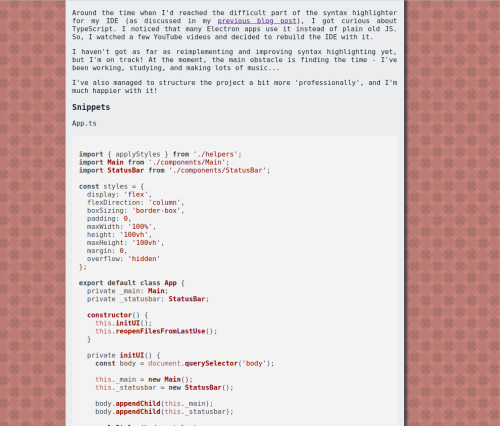 Around the time when I'd reached the difficult part of the syntax highlighter
for my IDE (as discussed in my previous blog post), I got curious about
TypeScript. I noticed that many Electron apps use it instead of plain old JS.
So, I watched a few YouTube videos and decided to rebuild the IDE with it.
I haven't got as far as reimplementing and improving syntax highlighting yet,
but I'm on track! At the moment, the main obstacle is finding the time - I've
been working, studying, and making lots of music...
I've also managed to structure the project a bit more 'professionally', and I'm
much happier with it!
Snippets
App.ts
import { applyStyles } from './helpers';
import Main from './components/Main';
import StatusBar from './components/StatusBar';
const styles = {
display: 'flex',
flexDirection: 'column',
boxSizing: 'border-box',
padding: 0,
maxWidth: '100%',
height: '100vh',
maxHeight: '100vh',
margin: 0,
overflow: 'hidden'
};
export default class App {
private _main: Main;
private _statusbar: StatusBar;
constructor() {
this.initUI();
this.reopenFilesFromLastUse();
}
private initUI() {
const body = document.querySelector('body');
this._main = new Main();
this._statusbar = new StatusBar();
body.appendChild(this._main);
body.appendChild(this._statusbar);